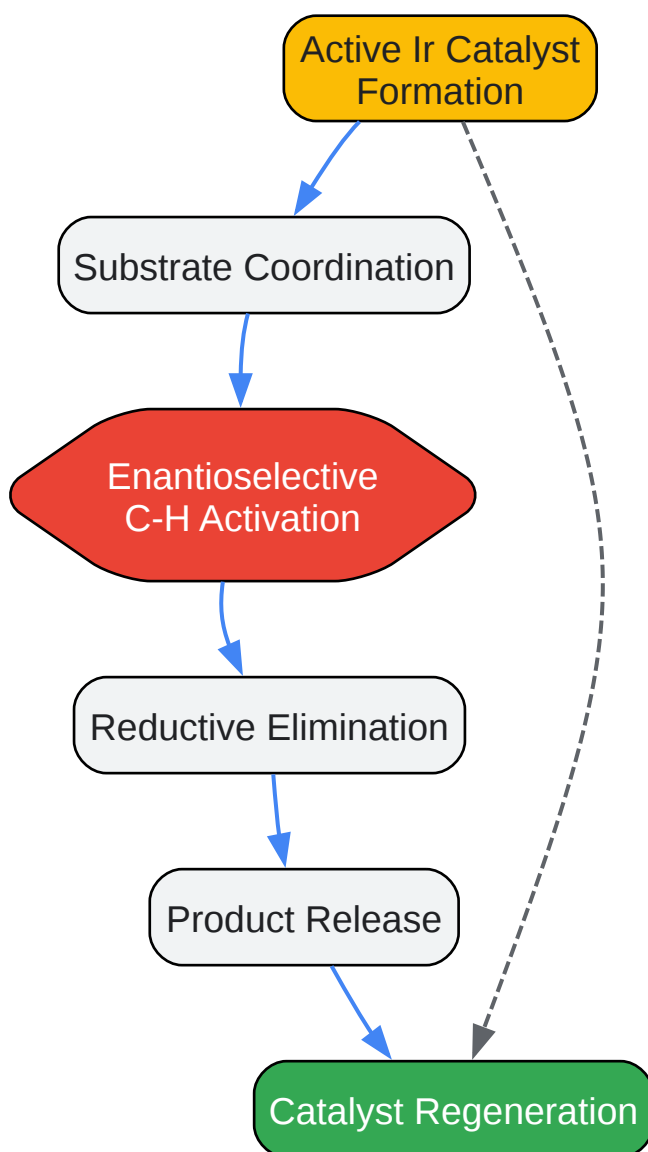 Active Ir Catalyst
Formation
Substrate Coordination
Enantioselective
C-H Activation
Reductive Elimination
Product Release
Catalyst Regeneration